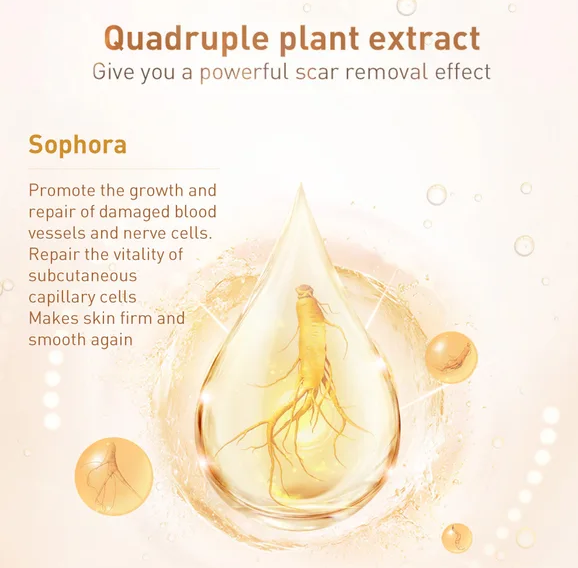 Quadruple plant extract
Give you a powerful scar removal effect
Sophora
Promote the growth and
repair of damaged blood
vessels and nerve cells.
Repair the vitality of
subcutaneous
capillary cells
Makes skin firm and
smooth again